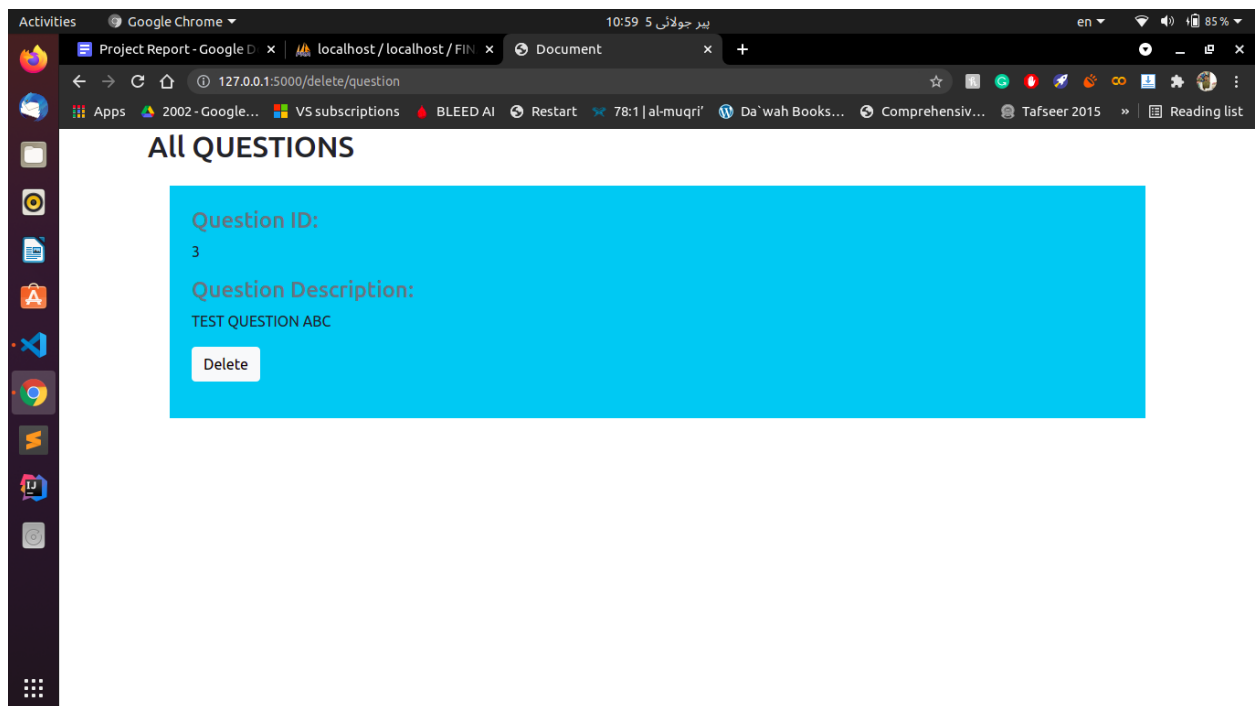 Activities Google Chrome پیر جولائی 5 10:59 en 85 %
Project Report - Google D localhost / localhost / FIN Document
127.0.0.1:5000/delete/question
Apps 2002 - Google... VS subscriptions BLEED AI Restart 78:1 | al-muqri' Da`wah Books... Comprehensiv... Tafseer 2015 » Reading list
All QUESTIONS
Question ID:
3
Question Description:
TEST QUESTION ABC
Delete